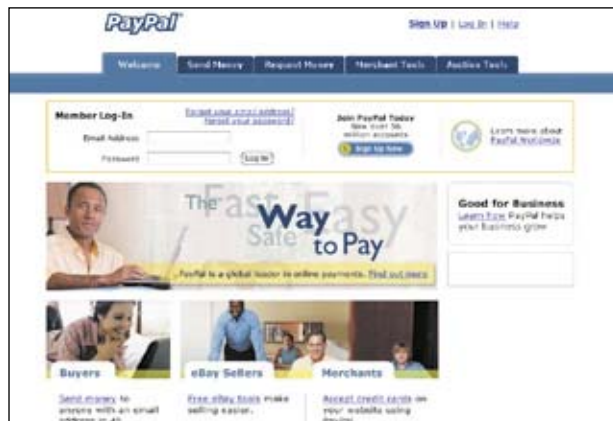 PayPal
Sign Up | Log In | Help
Welcome Send Money Request Money Merchant Tools Auction Tools
Member Log-In
Forgot your email address?
Forgot your password?
Email Address
Password
Log In
Join PayPal Today
Now over 56
million accounts
Sign Up Now
Learn more about
PayPal Worldwide
The Fast Easy
Safe Way
to Pay
PayPal is a global leader in online payments. Find out more
Good for Business
Learn how PayPal helps
your business grow
Buyers
Send money to
anyone with an email
eBay Sellers
Free eBay tools make
selling easier.
Merchants
Accept credit cards on
your website using